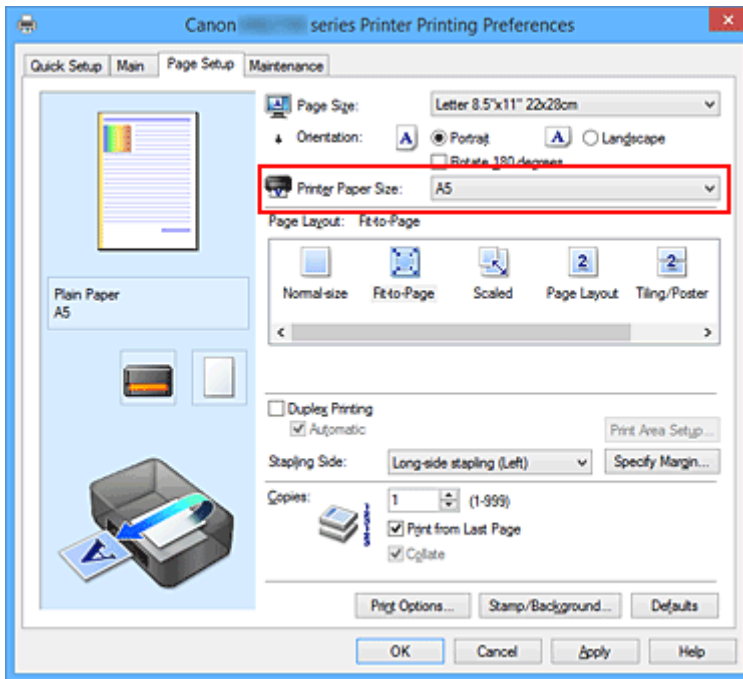 Canon series Printer Printing Preferences
Quick Setup Main Page Setup Maintenance
Page Size: Letter 8.5"x11" 22x28cm
Orientation: A Portrait A Landscape
Rotate 180 degrees
Printer Paper Size: A5
Page Layout: Fit-to-Page
2 2
Normal-size Fit-to-Page Scaled Page Layout Tiling/Poster
Plain Paper
A5
Duplex Printing
Automatic
Print Area Setup...
Stapling Side: Long-side stapling (Left) Specify Margin...
Copies: 1 (1-999)
Print from Last Page
Collate
A
Print Options... Stamp/Background... Defaults
OK Cancel Apply Help